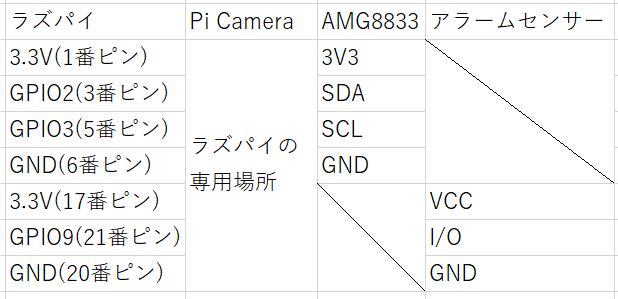 ラズパイ Pi Camera AMG8833 アラームセンサー
3.3V(1番ピン) 3V3
GPIO2(3番ピン) SDA
GPIO3(5番ピン) SCL
ラズパイの
専用場所
GND(6番ピン) GND
3.3V(17番ピン) VCC
GPIO9(21番ピン) I/O
GND(20番ピン) GND